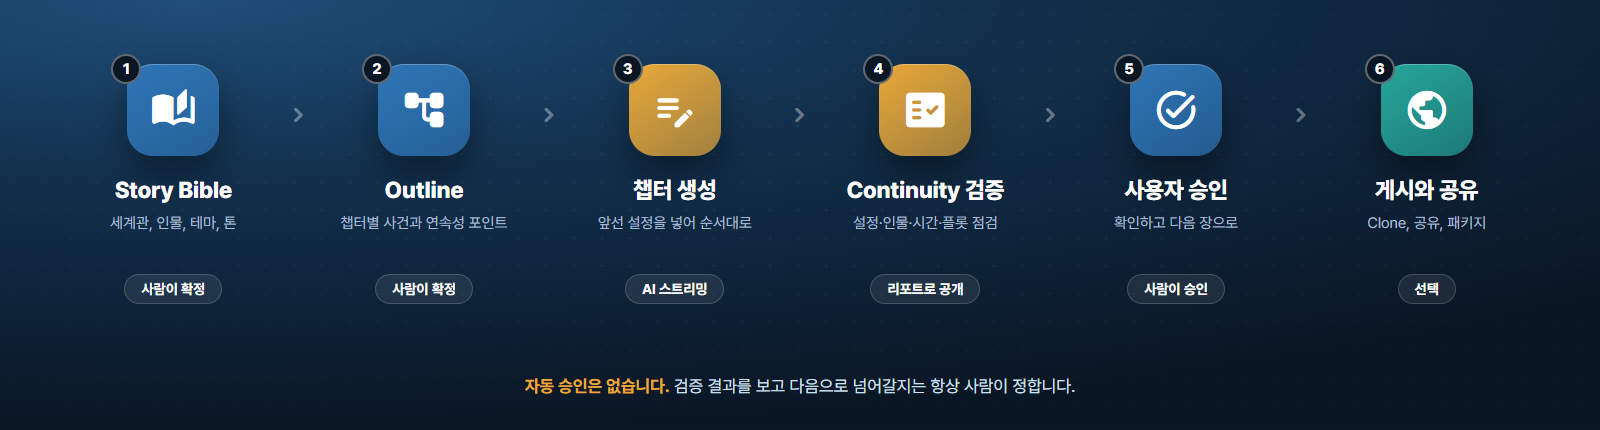 1
Story Bible
세계관, 인물, 테마, 톤
사람이 확정
2
Outline
챕터별 사건과 연속성 포인트
사람이 확정
3
챕터 생성
앞선 설정을 넣어 순서대로
AI 스트리밍
4
Continuity 검증
설정·인물·시간·플롯 점검
리포트로 공개
5
사용자 승인
확인하고 다음 장으로
사람이 승인
6
게시와 공유
Clone, 공유, 패키지
선택
자동 승인은 없습니다. 검증 결과를 보고 다음으로 넘어갈지는 항상 사람이 정합니다.